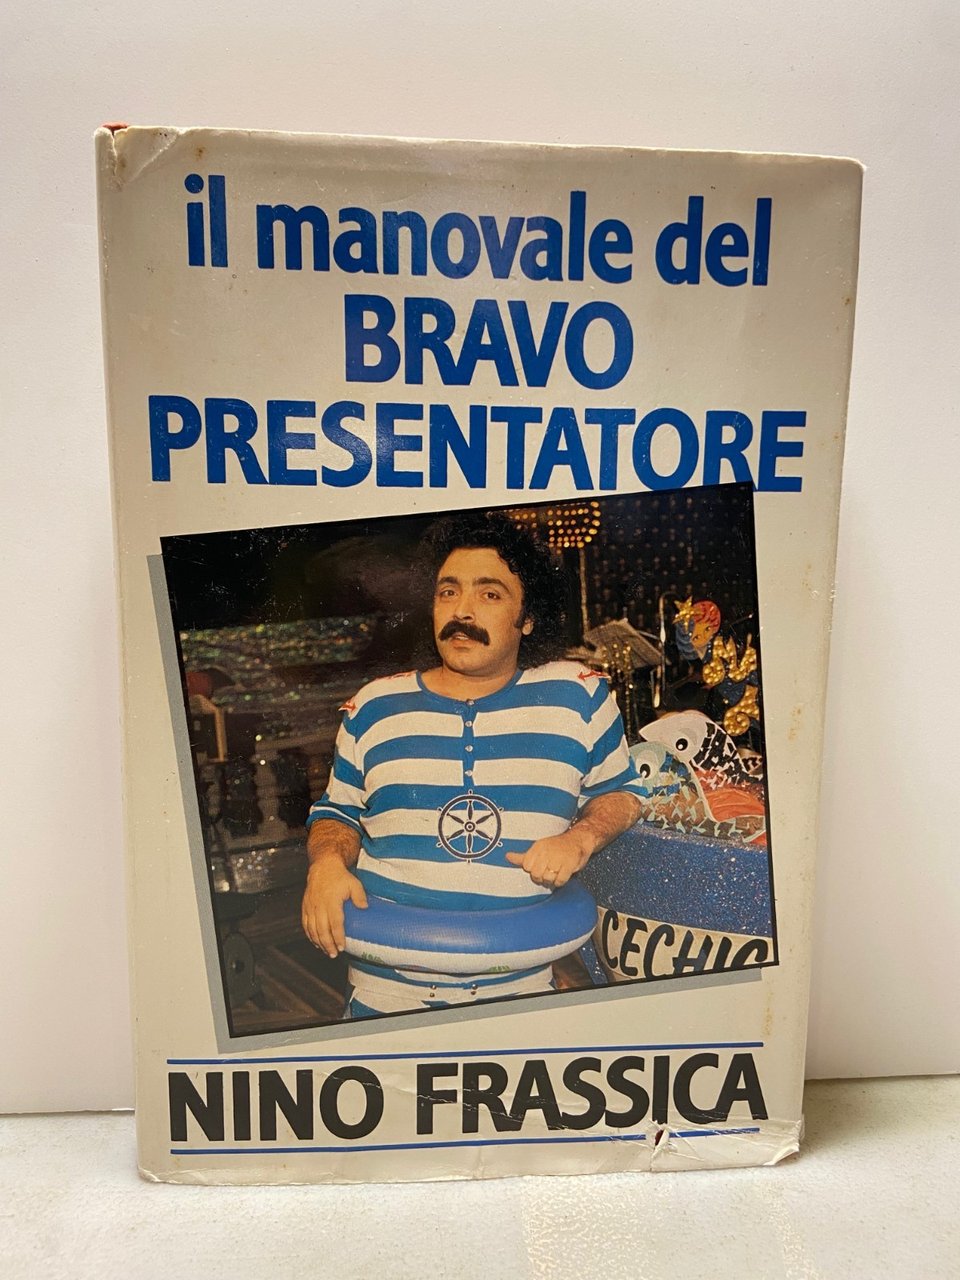 il manovale del
BRAVO
PRESENTATORE
CECHIC
NINO FRASSICA